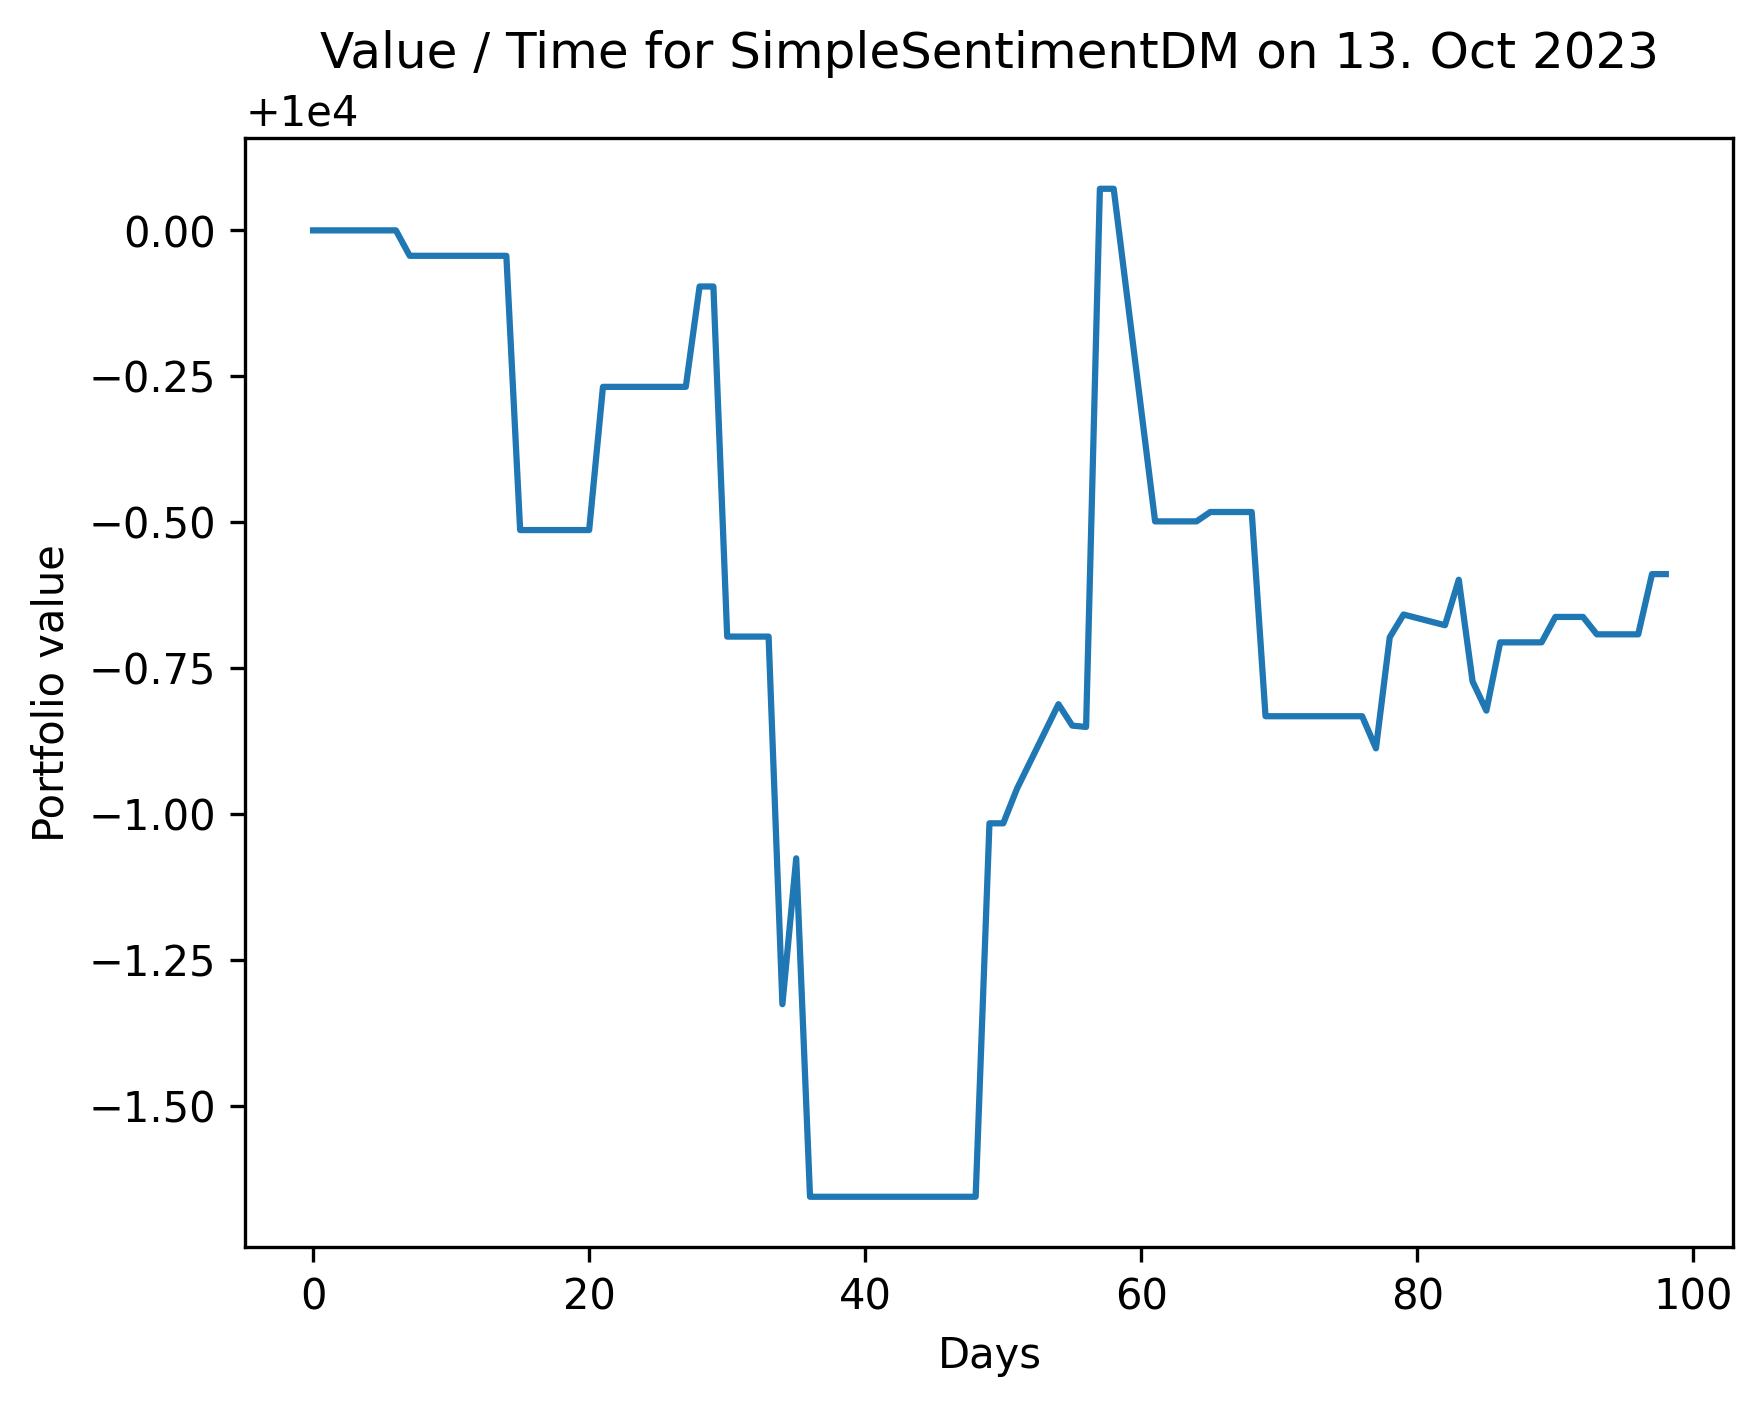 Value / Time for SimpleSentimentDM on 13. Oct 2023
+1e4
0.00
−0.25
−0.50
−0.75
−1.00
−1.25
−1.50
Portfolio value
0 20 40 60 80 100
Days